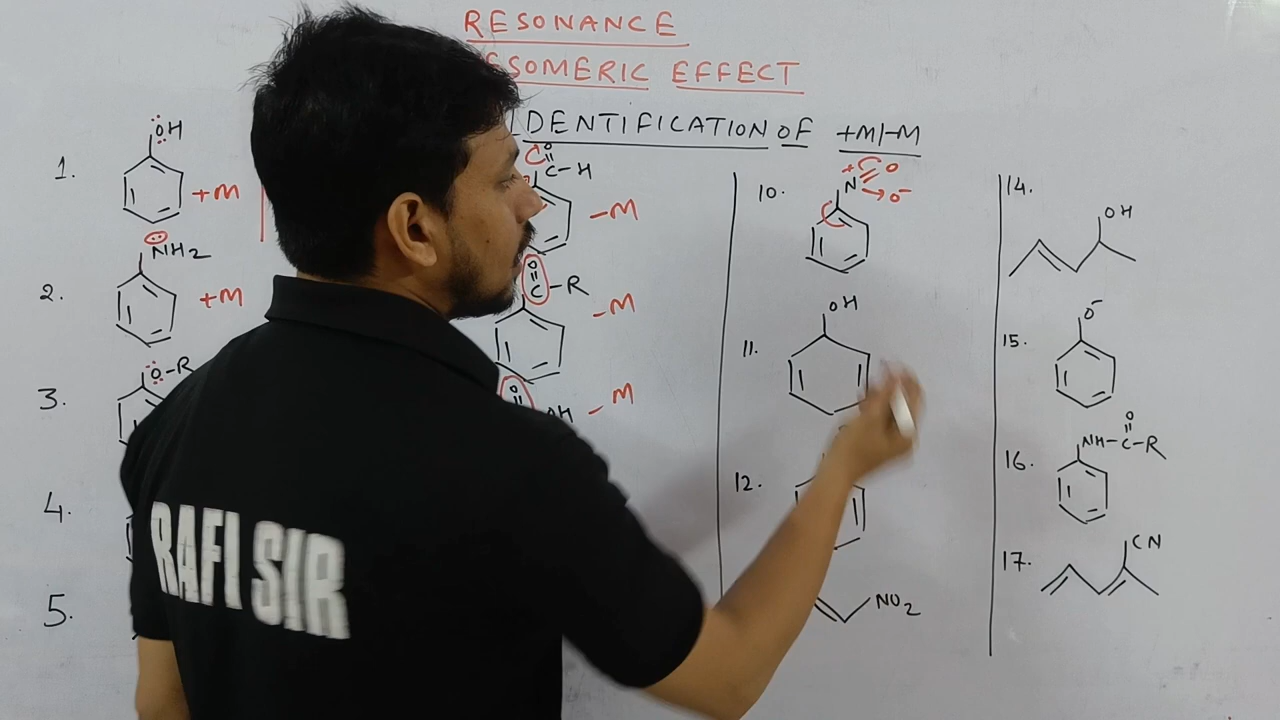 RESONANCE
SOMERIC EFFECT
IDENTIFICATION OF +M/-M
1.
OH
+M
2.
NH2
+M
3.
O-R
4.
5.
O
C-H
-M
O
C-R
-M
O
OH
-M
10.
+
N
O
O-
11.
OH
12.
NO2
14.
OH
15.
O-
16.
O
NH-C-R
17.
CN
RAFI SIR